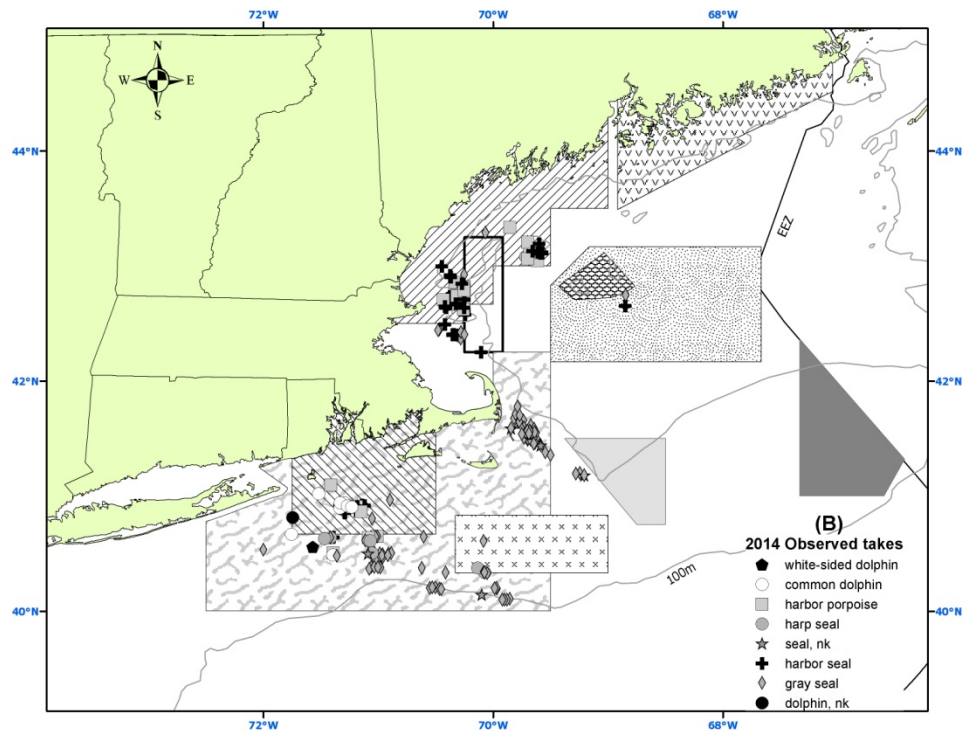 72°W 70°W 68°W
N
W E
S
44°N 44°N
EEZ
42°N 42°N
(B)
2014 Observed takes
white-sided dolphin
100m
common dolphin
harbor porpoise
40°N 40°N
harp seal
seal, nk
harbor seal
gray seal
dolphin, nk
72°W 70°W 68°W